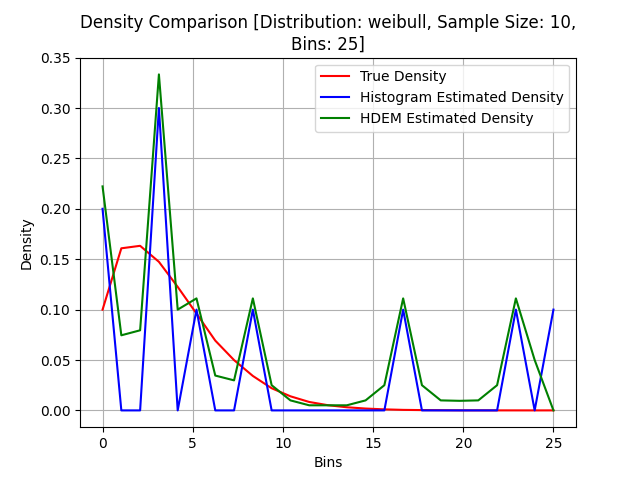 Density Comparison [Distribution: weibull, Sample Size: 10,
Bins: 25]
True Density
Histogram Estimated Density
HDEM Estimated Density
Density
0.35
0.30
0.25
0.20
0.15
0.10
0.05
0.00
0 5 10 15 20 25
Bins